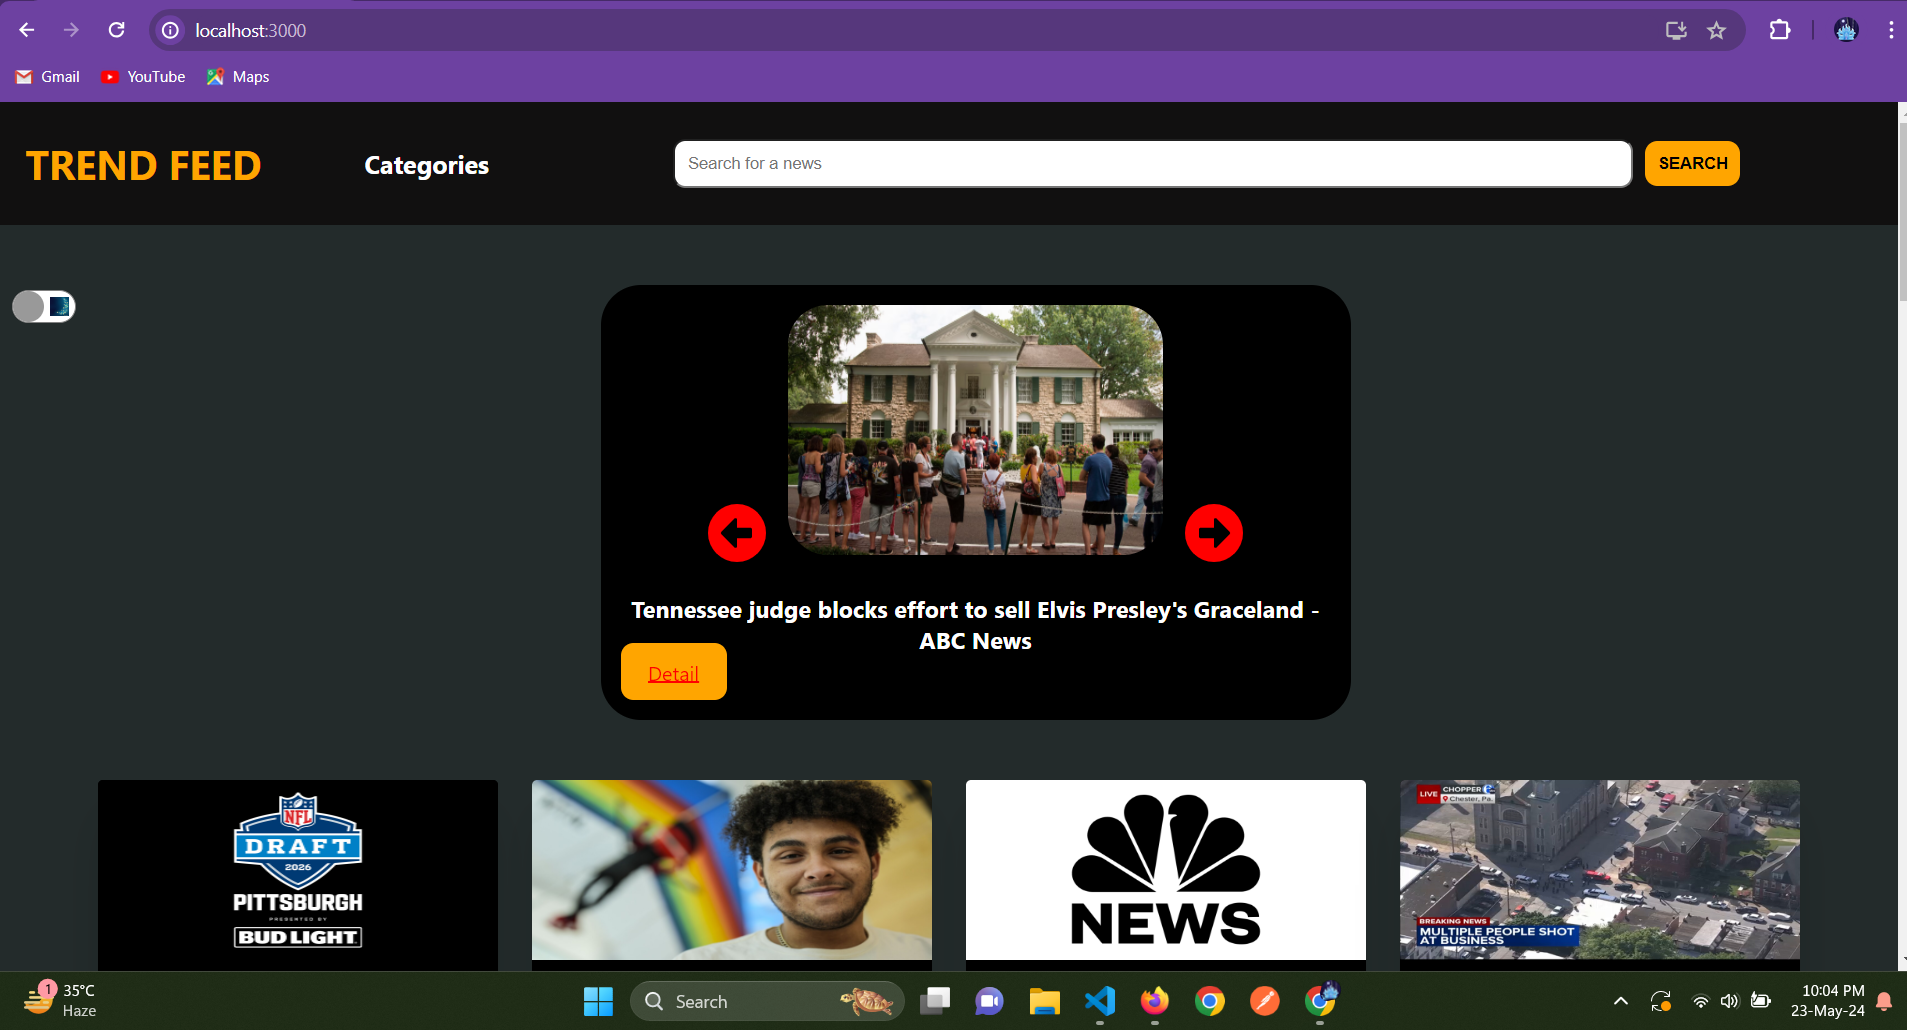 localhost:3000
Gmail YouTube Maps
TREND FEED Categories Search for a news SEARCH
Tennessee judge blocks effort to sell Elvis Presley's Graceland -
ABC News
Detail
NFL
DRAFT
2026
PITTSBURGH
PRESENTED BY
BUD LIGHT
NEWS
LIVE CHOPPER 6
Chester, Pa.
BREAKING NEWS
MULTIPLE PEOPLE SHOT
AT BUSINESS
1
35°C
Haze
Search
10:04 PM
23-May-24